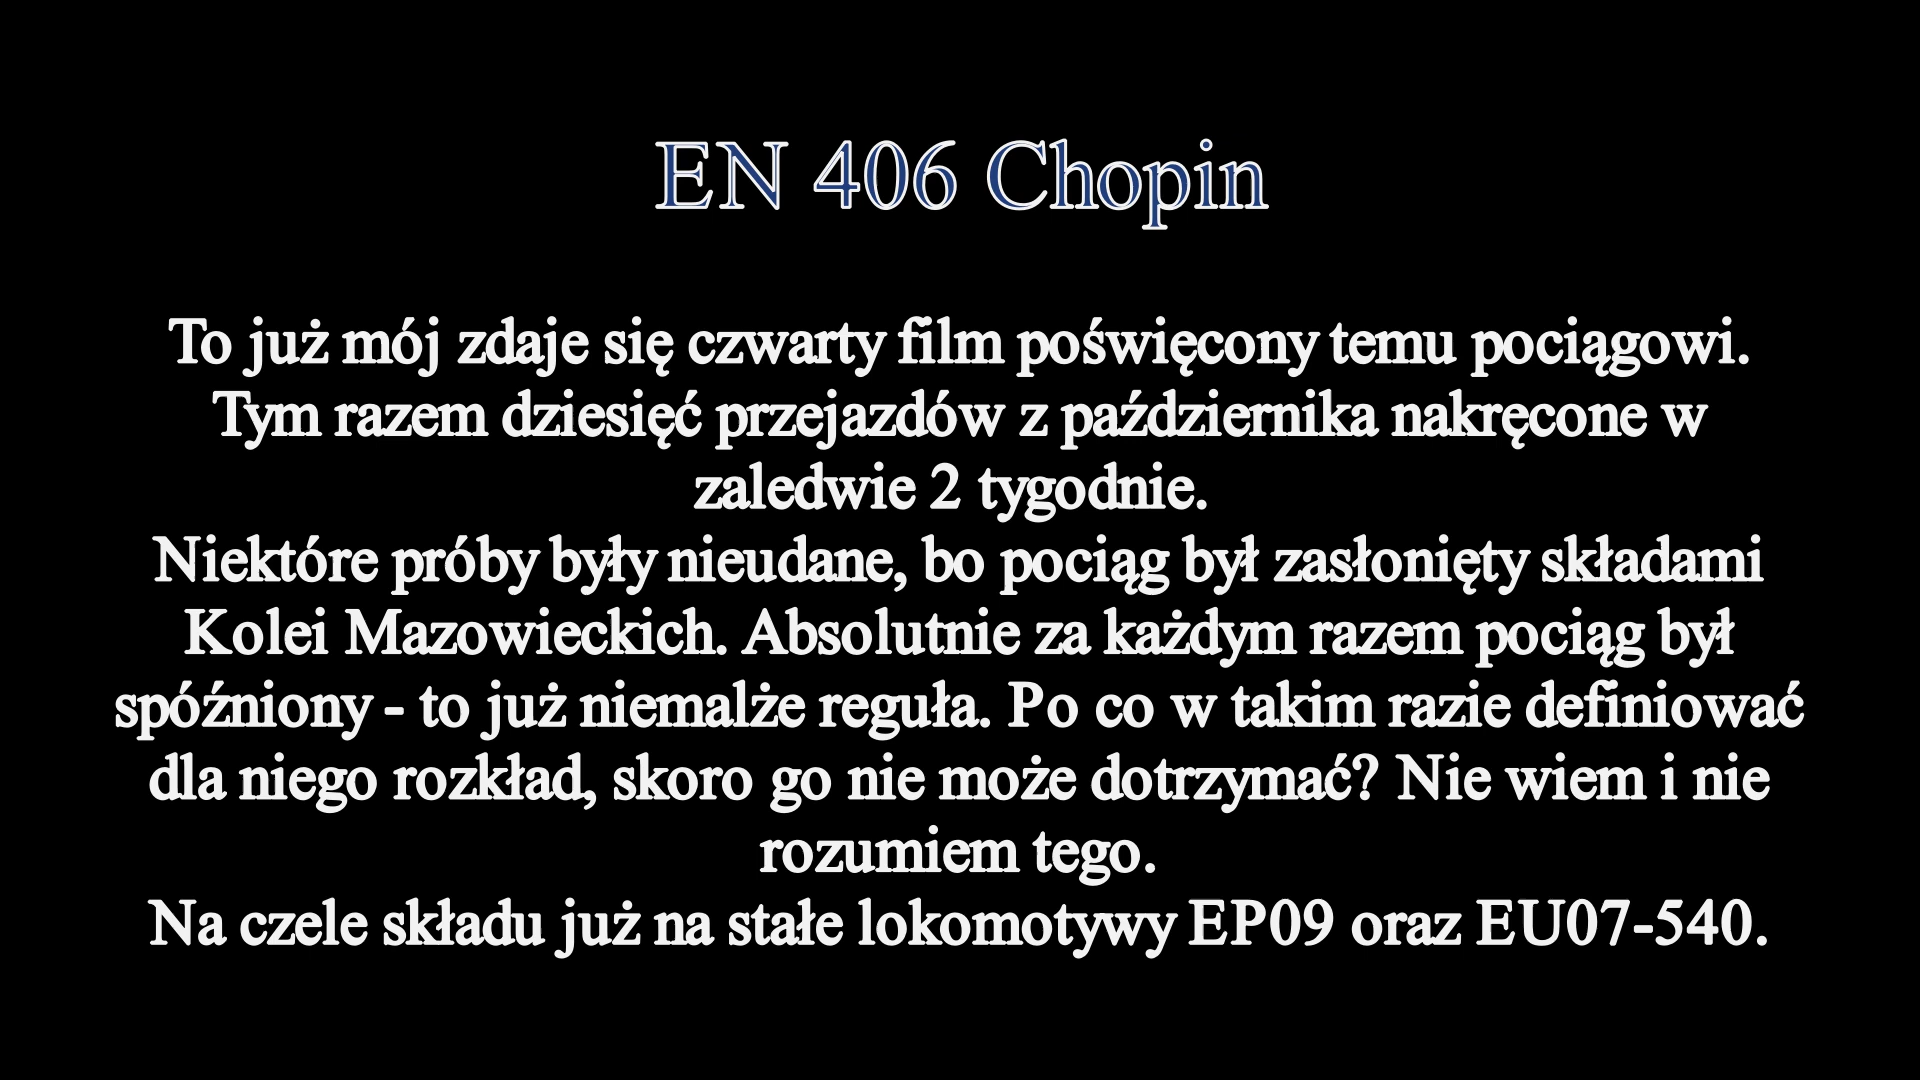 EN 406 Chopin
To już mój zdaje się czwarty film poświęcony temu pociągowi.
Tym razem dziesięć przejazdów z października nakręcone w
zaledwie 2 tygodnie.
Niektóre próby były nieudane, bo pociąg był zasłonięty składami
Kolei Mazowieckich. Absolutnie za każdym razem pociąg był
spóźniony - to już niemalże reguła. Po co w takim razie definiować
dla niego rozkład, skoro go nie może dotrzymać? Nie wiem i nie
rozumiem tego.
Na czele składu już na stałe lokomotywy EP09 oraz EU07-540.